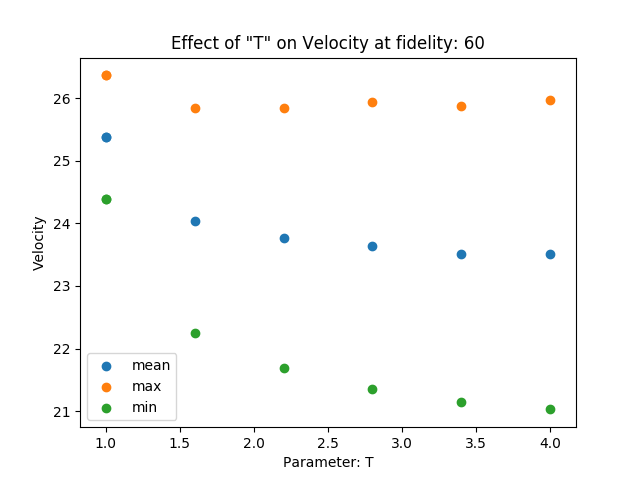 Effect of "T" on Velocity at fidelity: 60
Velocity
26
25
24
23
22
21
mean
max
min
1.0 1.5 2.0 2.5 3.0 3.5 4.0
Parameter: T